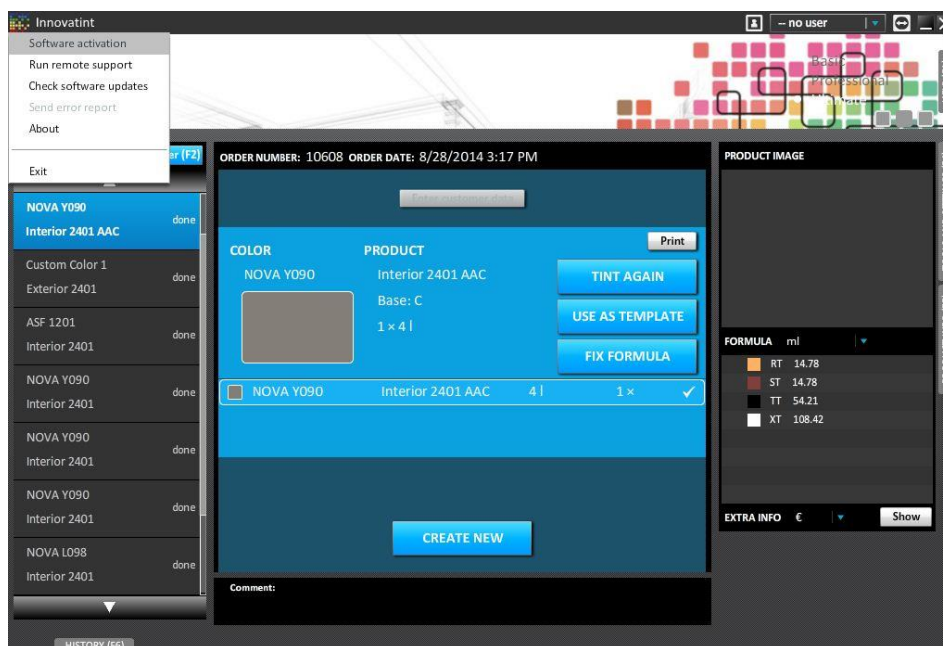 Innovatint
-- no user
Software activation
Run remote support
Check software updates
Send error report
About
Exit
Basic
Professional
Ultimate
er (F2)
NOVA Y090
Interior 2401 AAC
done
Custom Color 1
Exterior 2401
done
ASF 1201
Interior 2401
done
NOVA Y090
Interior 2401
done
NOVA Y090
Interior 2401
done
NOVA Y090
Interior 2401
done
NOVA L098
Interior 2401
done
HISTORY (F6)
ORDER NUMBER: 10608 ORDER DATE: 8/28/2014 3:17 PM
Enter customer data
Print
COLOR
PRODUCT
NOVA Y090
Interior 2401 AAC
Base: C
1 × 4 l
TINT AGAIN
USE AS TEMPLATE
FIX FORMULA
NOVA Y090 Interior 2401 AAC 4 l 1 ×
CREATE NEW
Comment:
PRODUCT IMAGE
FORMULA ml
RT 14.78
ST 14.78
TT 54.21
XT 108.42
EXTRA INFO € Show